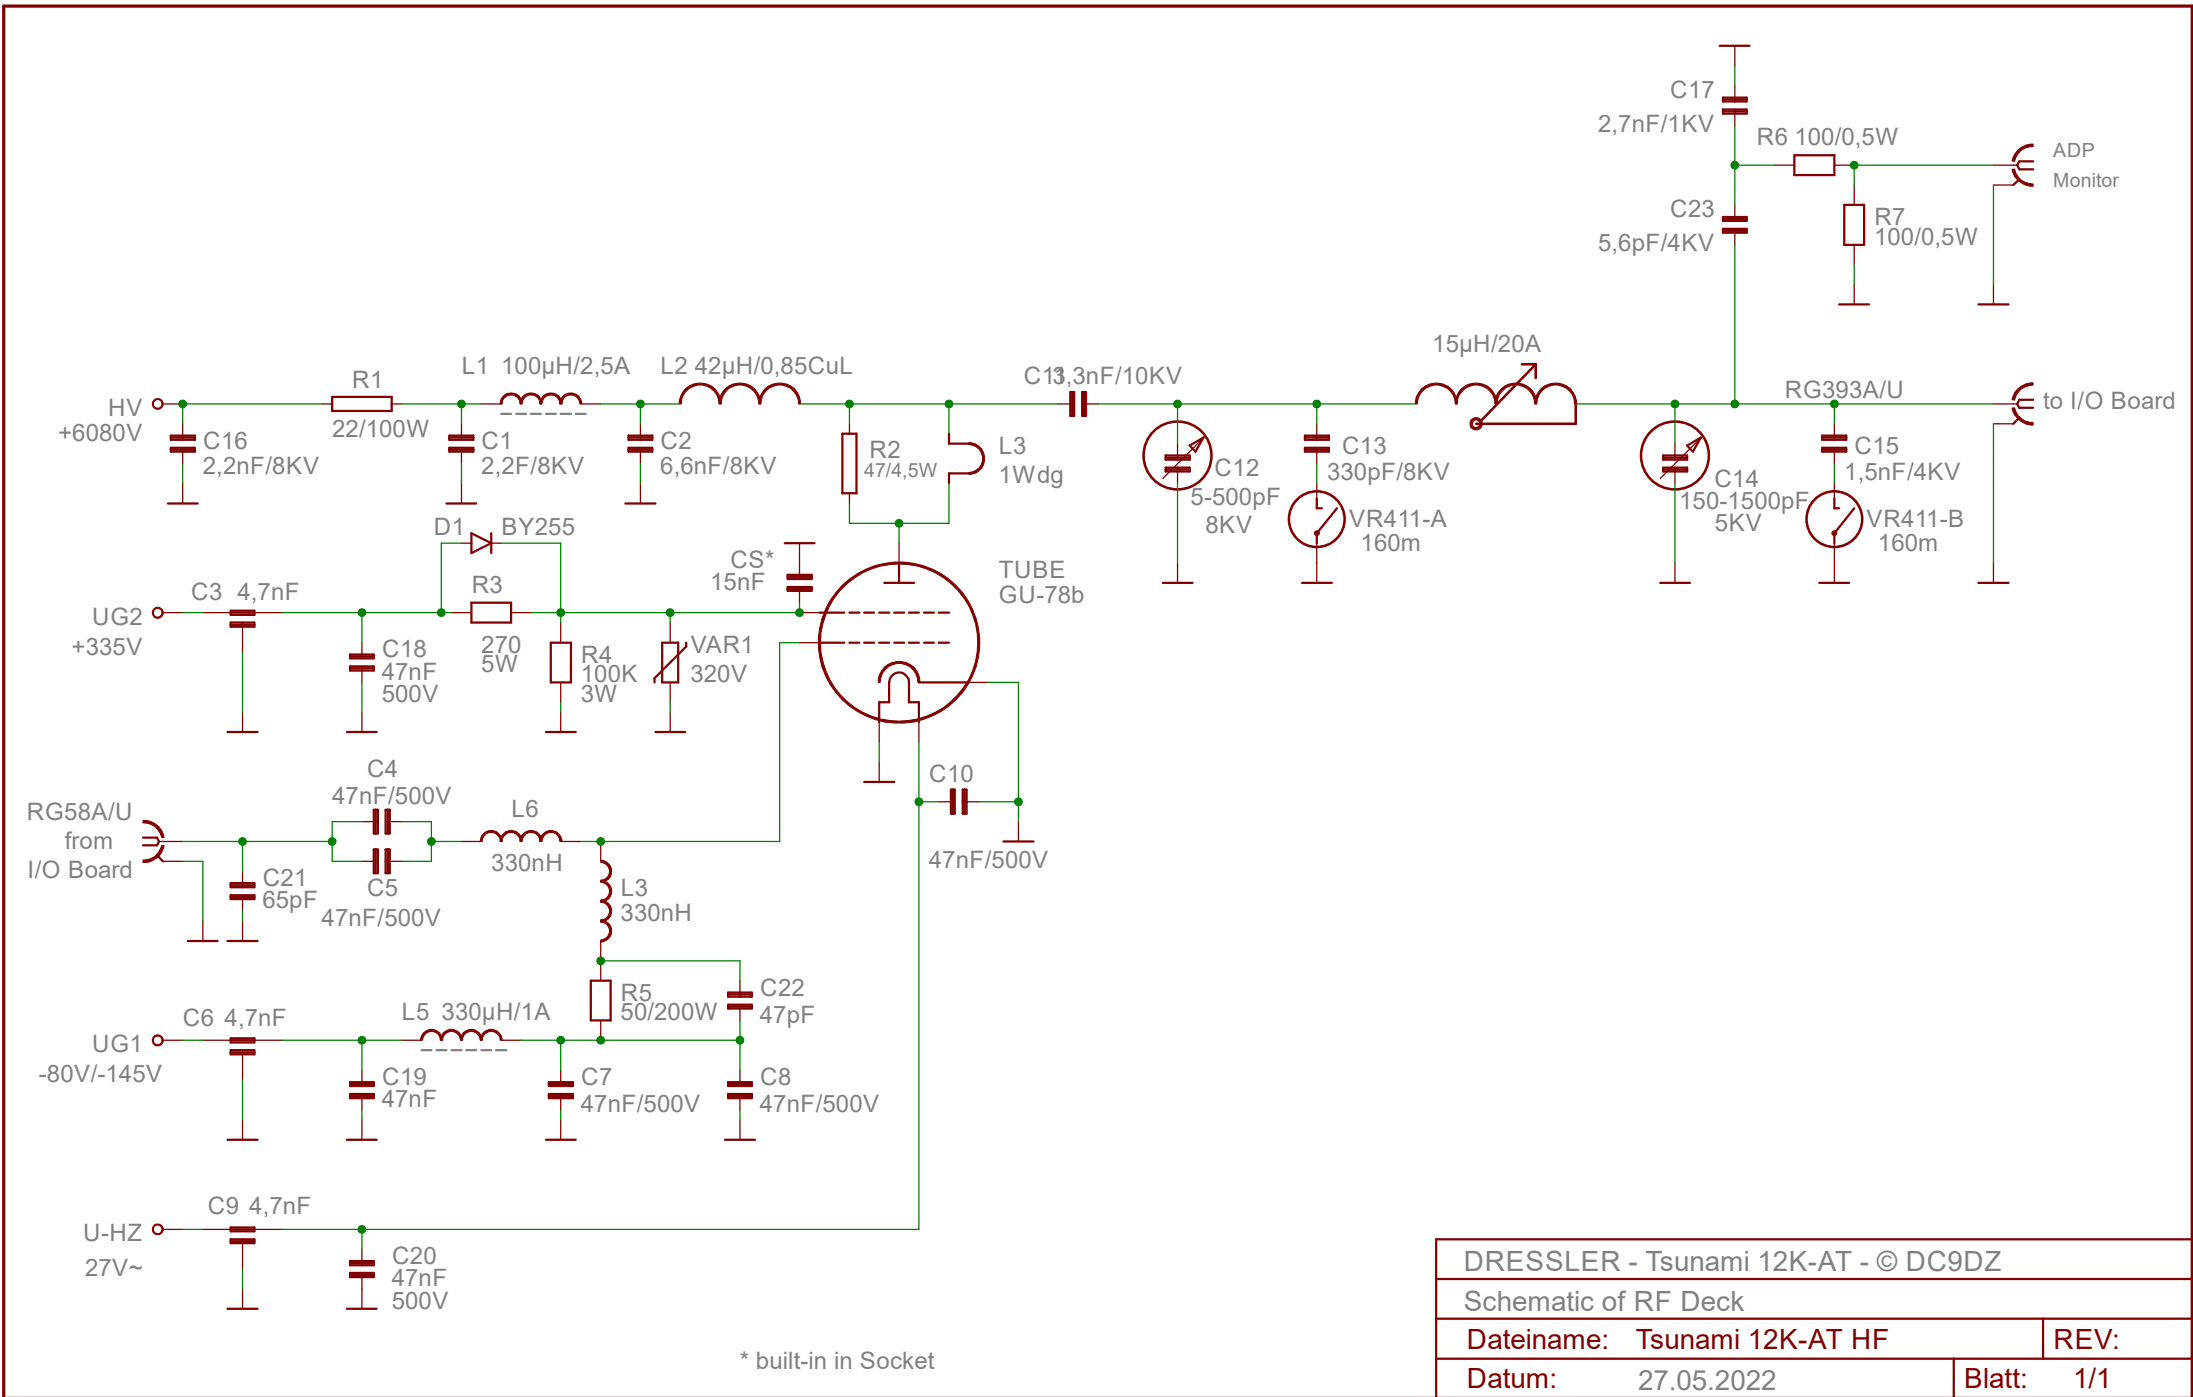 C17
2,7nF/1KV
R6 100/0,5W
ADP
Monitor
C23
5,6pF/4KV
R7
100/0,5W
HV
+6080V
C16
2,2nF/8KV
R1
22/100W
L1 100µH/2,5A
C1
2,2F/8KV
L2 42µH/0,85CuL
C2
6,6nF/8KV
R2
47/4,5W
L3
1Wdg
3,3nF/10KV
C12
5-500pF
8KV
C13
330pF/8KV
VR411-A
160m
15µH/20A
C14
150-1500pF
5KV
RG393A/U
C15
1,5nF/4KV
VR411-B
160m
to I/O Board
D1 BY255
UG2
+335V
C3 4,7nF
C18
47nF
500V
R3
270
5W
R4
100K
3W
VAR1
320V
CS*
15nF
TUBE
GU-78b
RG58A/U
from
I/O Board
C21
65pF
C4
47nF/500V
C5
47nF/500V
L6
330nH
L3
330nH
C10
47nF/500V
R5
50/200W
C22
47pF
UG1
-80V/-145V
C6 4,7nF
C19
47nF
L5 330µH/1A
C7
47nF/500V
C8
47nF/500V
U-HZ
27V~
C9 4,7nF
C20
47nF
500V
* built-in in Socket
DRESSLER - Tsunami 12K-AT - © DC9DZ
Schematic of RF Deck
Dateiname: Tsunami 12K-AT HF
REV:
Datum: 27.05.2022
Blatt: 1/1